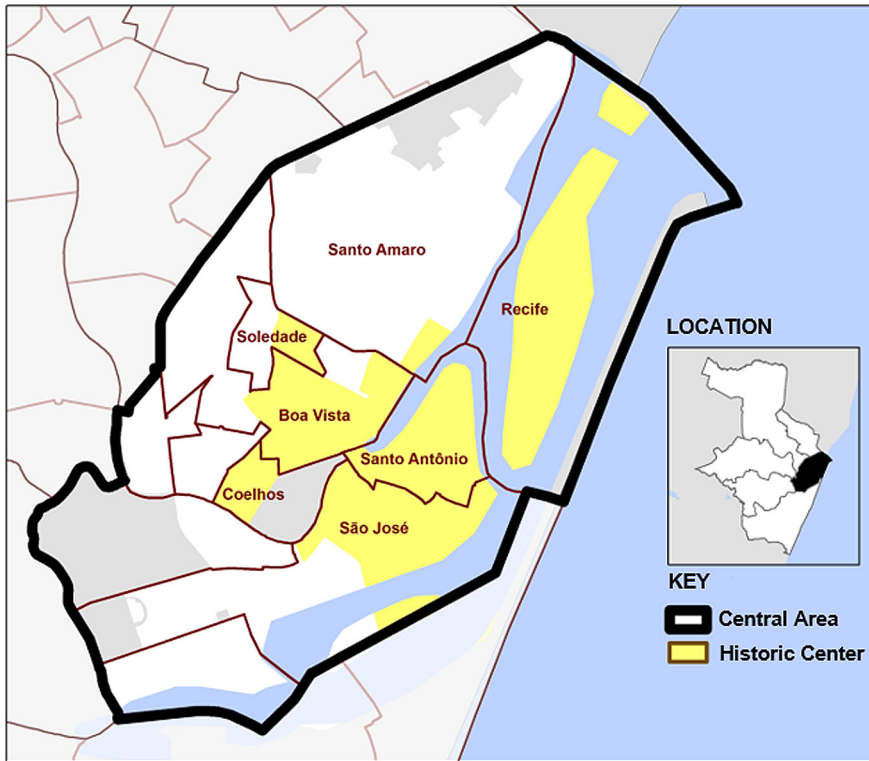 Santo Amaro
Recife
Soledade
Boa Vista
Santo Antônio
Coelhos
São José
LOCATION
KEY
Central Area
Historic Center